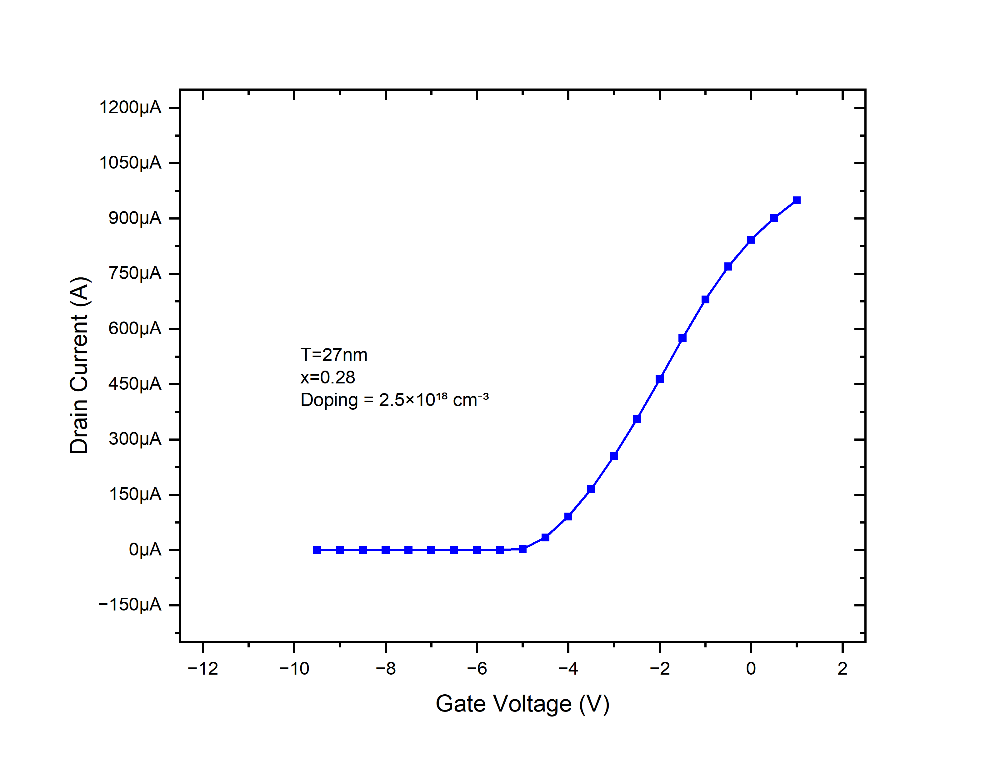 1200µA
1050µA
900µA
750µA
600µA
450µA
300µA
150µA
0µA
−150µA
Drain Current (A)
T=27nm
x=0.28
Doping = 2.5×10¹⁸ cm⁻³
−12 −10 −8 −6 −4 −2 0 2
Gate Voltage (V)